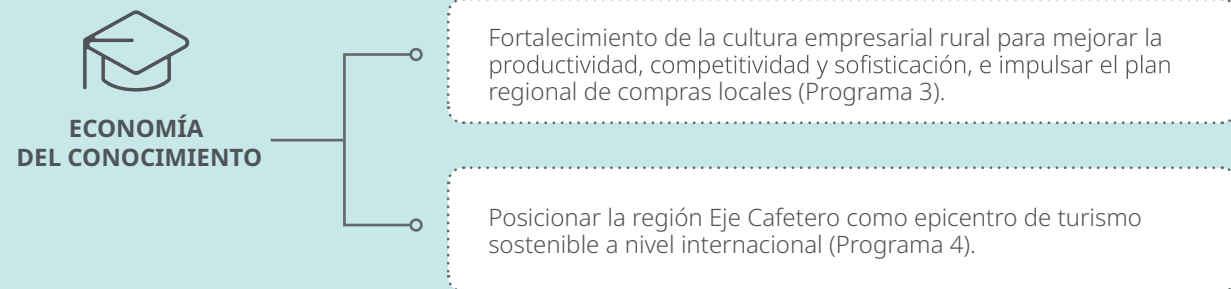 ECONOMÍA
DEL CONOCIMIENTO
Fortalecimiento de la cultura empresarial rural para mejorar la
productividad, competitividad y sofisticación, e impulsar el plan
regional de compras locales (Programa 3).
Posicionar la región Eje Cafetero como epicentro de turismo
sostenible a nivel internacional (Programa 4).